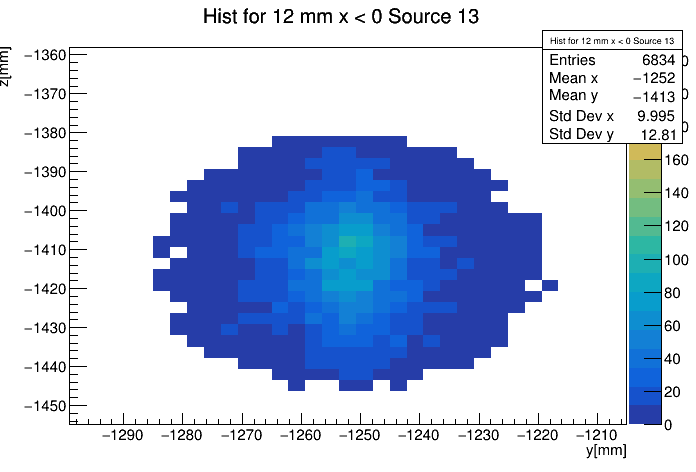 Hist for 12 mm x < 0 Source 13
Hist for 12 mm x < 0 Source 13
Entries 6834
Mean x −1252
Mean y −1413
Std Dev x 9.995
Std Dev y 12.81
z[mm]
−1360
−1370
−1380
−1390
−1400
−1410
−1420
−1430
−1440
−1450
160
140
120
100
80
60
40
20
0
−1290 −1280 −1270 −1260 −1250 −1240 −1230 −1220 −1210
y[mm]